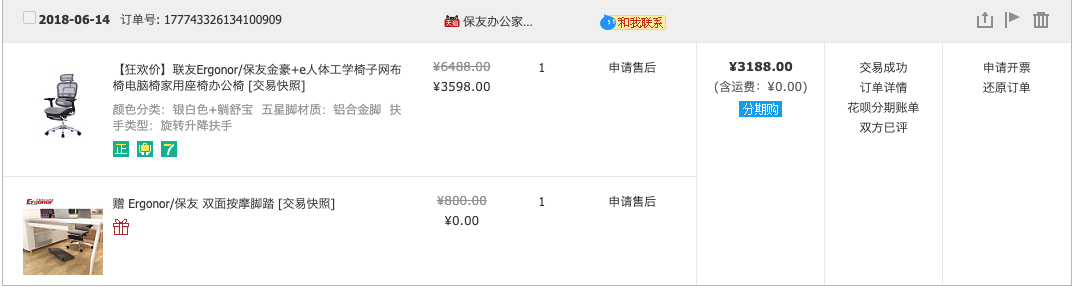 2018-06-14 订单号: 177743326134100909 天猫 保友办公家... 和我联系
【狂欢价】联友Ergonor/保友金豪+e人体工学椅子网布
椅电脑椅家用座椅办公椅 [交易快照]
颜色分类：银白色+躺舒宝 五星脚材质：铝合金脚 扶
手类型：旋转升降扶手
正 7
¥6488.00
¥3598.00
1
申请售后
¥3188.00
(含运费：¥0.00)
分期购
交易成功
订单详情
花呗分期账单
双方已评
申请开票
还原订单
Ergonor
赠 Ergonor/保友 双面按摩脚踏 [交易快照]
¥800.00
¥0.00
1
申请售后